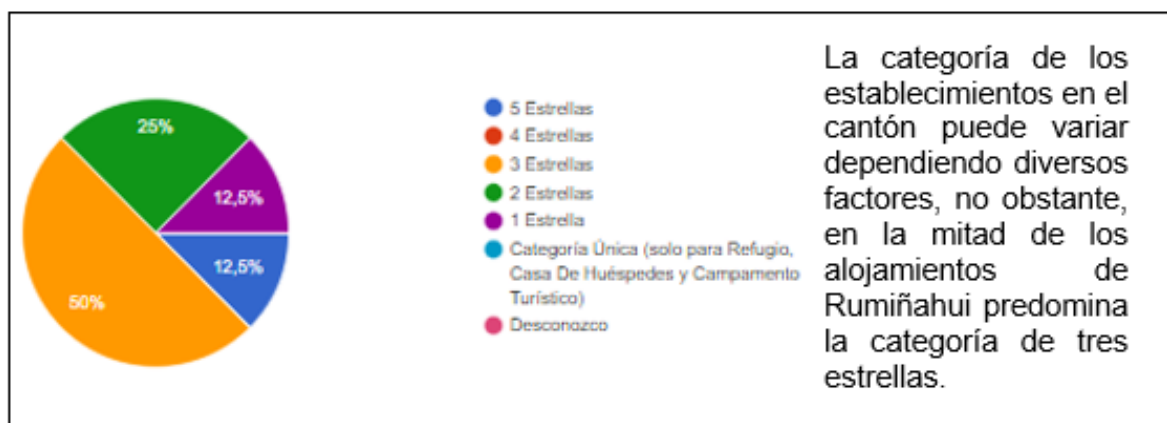 25%
12,5%
12,5%
50%
5 Estrellas
4 Estrellas
3 Estrellas
2 Estrellas
1 Estrella
Categoría Única (solo para Refugio,
Casa De Huéspedes y Campamento
Turístico)
Desconozco
La categoría de los
establecimientos en el
cantón puede variar
dependiendo diversos
factores, no obstante,
en la mitad de los
alojamientos de
Rumiñahui predomina
la categoría de tres
estrellas.